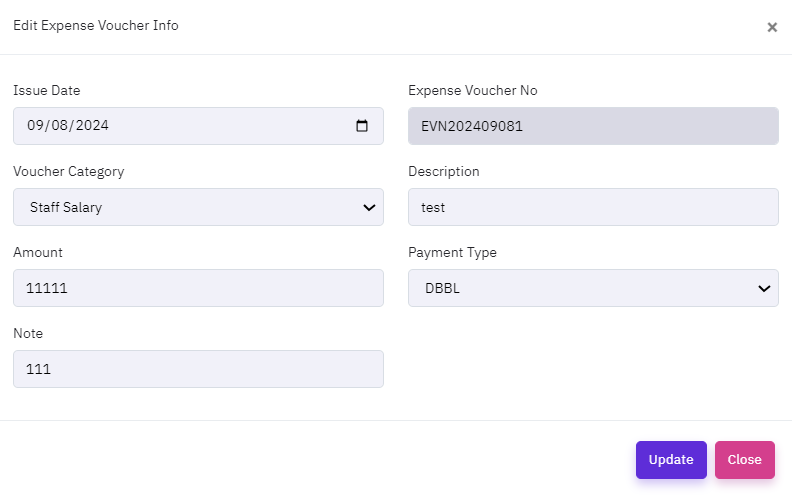 Edit Expense Voucher Info
×
Issue Date
Expense Voucher No
09/08/2024
EVN202409081
Voucher Category
Description
Staff Salary
test
Amount
Payment Type
11111
DBBL
Note
111
Update
Close